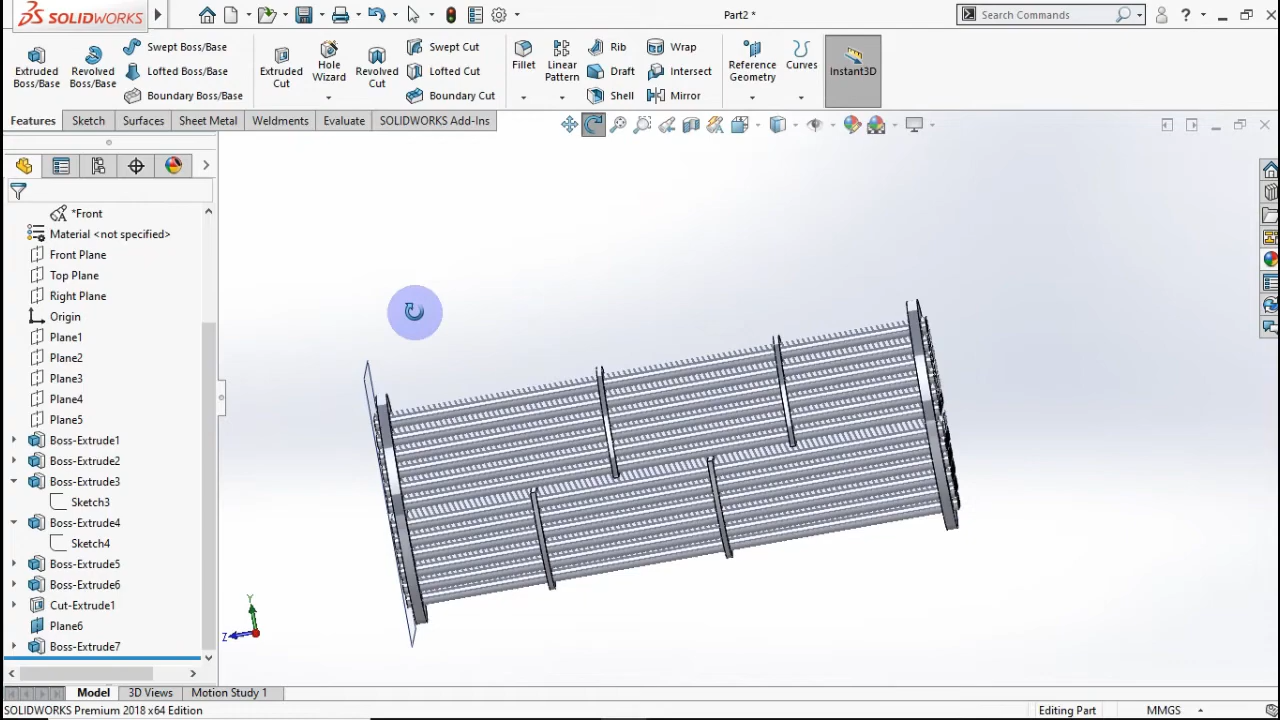 SOLIDWORKS
Part2 *
Search Commands
Extruded Boss/Base
Revolved Boss/Base
Swept Boss/Base
Lofted Boss/Base
Boundary Boss/Base
Extruded Cut
Hole Wizard
Revolved Cut
Swept Cut
Lofted Cut
Boundary Cut
Fillet
Linear Pattern
Rib
Draft
Shell
Wrap
Intersect
Mirror
Reference Geometry
Curves
Instant3D
Features
Sketch
Surfaces
Sheet Metal
Weldments
Evaluate
SOLIDWORKS Add-Ins
*Front
Material <not specified>
Front Plane
Top Plane
Right Plane
Origin
Plane1
Plane2
Plane3
Plane4
Plane5
Boss-Extrude1
Boss-Extrude2
Boss-Extrude3
Sketch3
Boss-Extrude4
Sketch4
Boss-Extrude5
Boss-Extrude6
Cut-Extrude1
Plane6
Boss-Extrude7
Y
Z
Model
3D Views
Motion Study 1
SOLIDWORKS Premium 2018 x64 Edition
Editing Part
MMGS